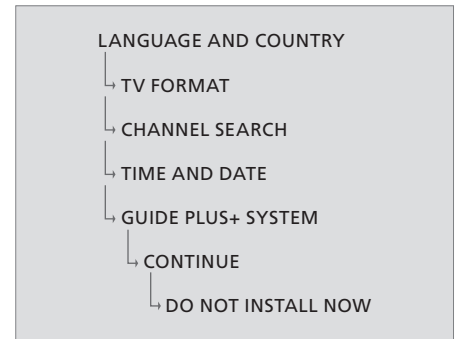 LANGUAGE AND COUNTRY
TV FORMAT
CHANNEL SEARCH
TIME AND DATE
GUIDE PLUS+ SYSTEM
CONTINUE
DO NOT INSTALL NOW